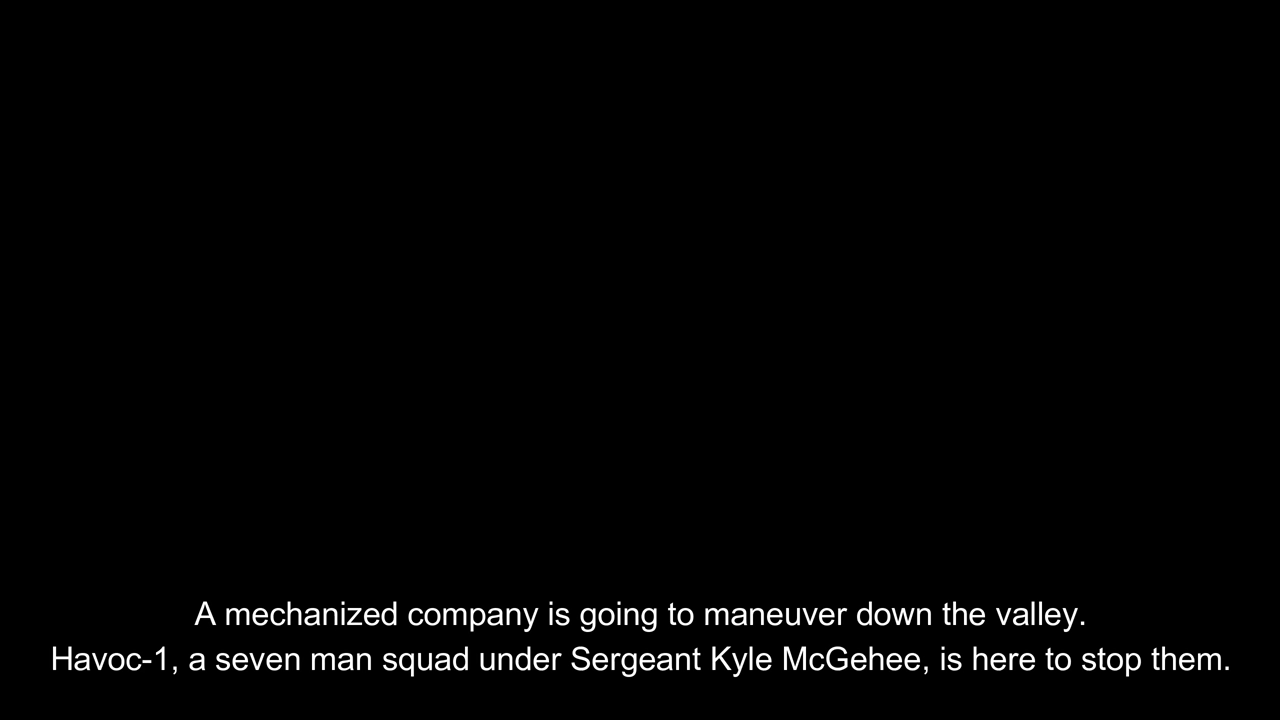 A mechanized company is going to maneuver down the valley.
Havoc-1, a seven man squad under Sergeant Kyle McGehee, is here to stop them.